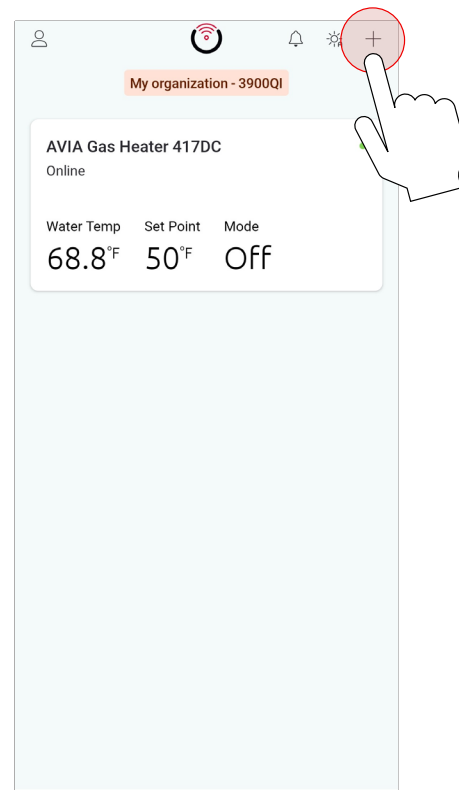 My organization - 3900QI
AVIA Gas Heater 417DC
Online
Water Temp Set Point Mode
68.8°F 50°F Off